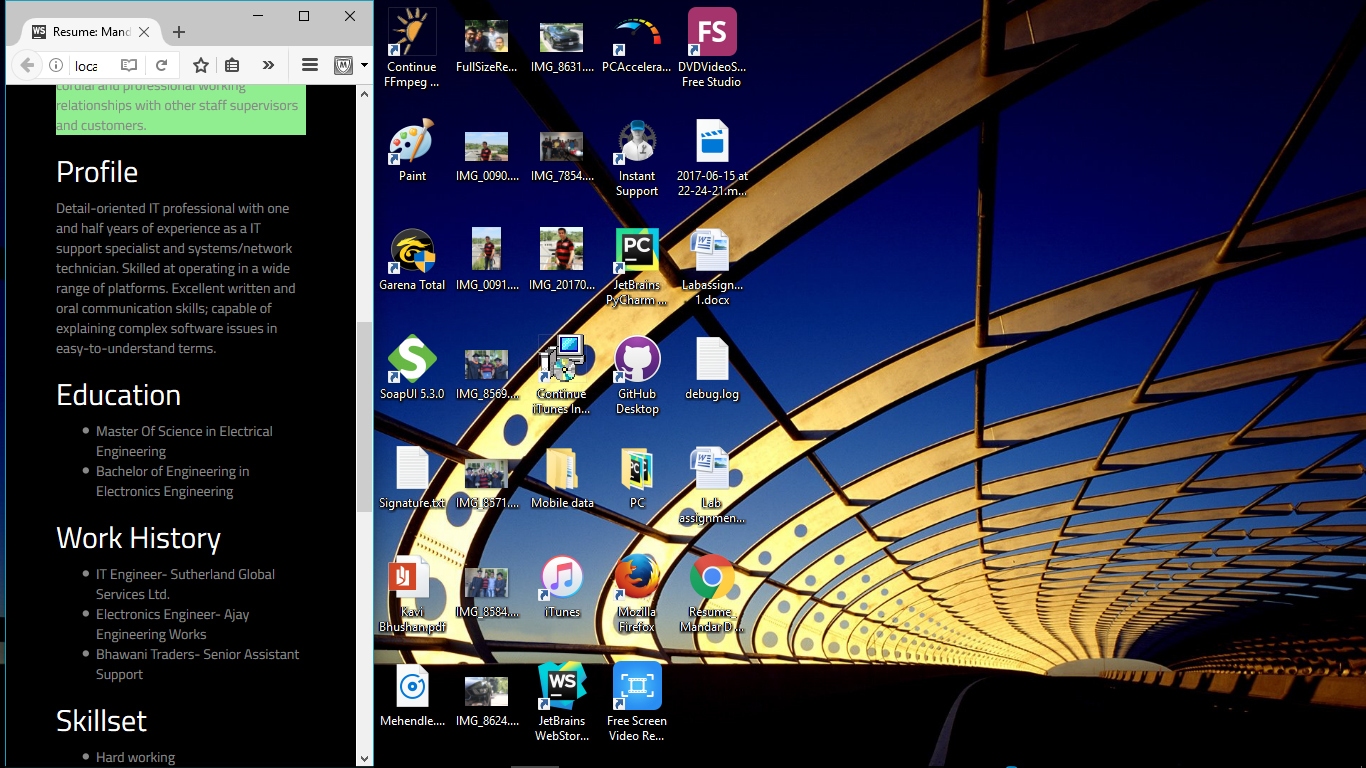 WS Resume: Mand
loca
cordial and professional working
relationships with other staff supervisors
and customers.
Profile
Detail-oriented IT professional with one
and half years of experience as a IT
support specialist and systems/network
technician. Skilled at operating in a wide
range of platforms. Excellent written and
oral communication skills; capable of
explaining complex software issues in
easy-to-understand terms.
Education
Master Of Science in Electrical
Engineering
Bachelor of Engineering in
Electronics Engineering
Work History
IT Engineer- Sutherland Global
Services Ltd.
Electronics Engineer- Ajay
Engineering Works
Bhawani Traders- Senior Assistant
Support
Skillset
Hard working
Continue
FFmpeg ...
FullSizeRe...
IMG_8631....
PCAccelera...
FS
DVDVideoS...
Free Studio
Paint
IMG_0090....
IMG_7854....
Instant
Support
2017-06-15 at
22-24-21.m...
Garena Total
IMG_0091....
IMG_20170...
PC
JetBrains
PyCharm ...
W
Labassign...
1.docx
S
SoapUI 5.3.0
IMG_8569....
Continue
iTunes In...
GitHub
Desktop
debug.log
Signature.txt
IMG_8571....
Mobile data
PC
PC
W
Lab
assignmen...
Kavi
Bhushan.pdf
IMG_8584....
iTunes
Mozilla
Firefox
Resume_
MandarD...
Mehendle....
IMG_8624....
WS
JetBrains
WebStor...
Free Screen
Video Re...